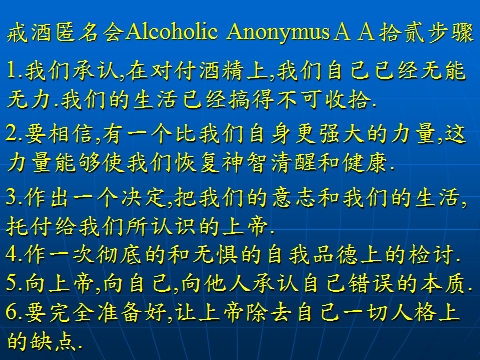 戒酒匿名会Alcoholic AnonymusＡＡ拾贰步骤
1.我们承认,在对付酒精上,我们自己已经无能
无力.我们的生活已经搞得不可收拾.
2.要相信,有一个比我们自身更强大的力量,这
力量能够使我们恢复神智清醒和健康.
3.作出一个决定,把我们的意志和我们的生活,
托付给我们所认识的上帝.
4.作一次彻底的和无惧的自我品德上的检讨.
5.向上帝,向自己,向他人承认自己错误的本质.
6.要完全准备好,让上帝除去自己一切人格上
的缺点.